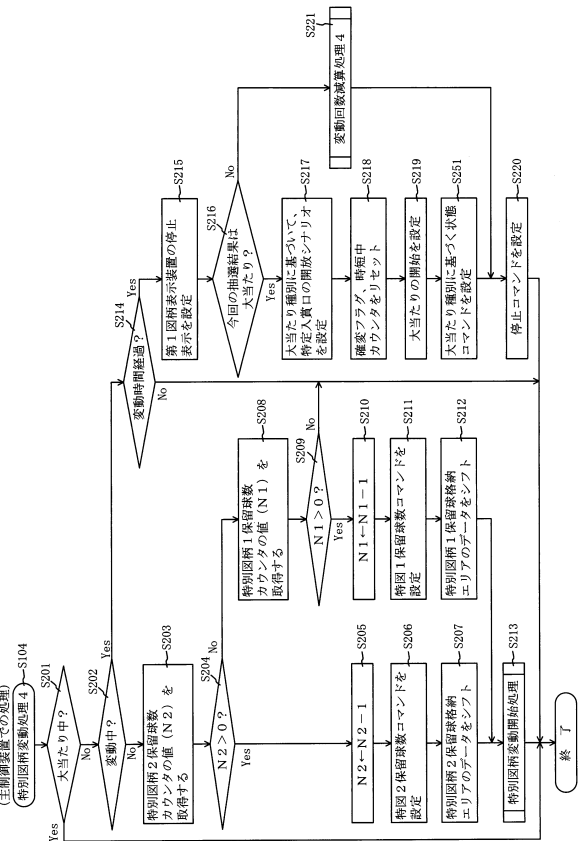 (主制御装置での処理)
特別図柄変動処理4
S104
大当たり中?
S201
Yes
No
変動中?
S202
Yes
No
特別図柄2保留球数
カウンタの値(N2)を
取得する
S203
N2>0?
S204
No
Yes
N2←N2-1
S205
特図2保留球数コマンドを
設定
S206
特別図柄2保留球格納
エリアのデータをシフト
S207
特別図柄1保留球数
カウンタの値(N1)を
取得する
S208
N1>0?
S209
No
Yes
N1←N1-1
S210
特図1保留球数コマンドを
設定
S211
特別図柄1保留球格納
エリアのデータをシフト
S212
特別図柄変動開始処理
S213
変動時間経過?
S214
Yes
No
第1図柄表示装置の停止
表示を設定
S215
今回の抽選結果は
大当たり?
S216
No
Yes
大当たり種別に基づいて、
特定入賞口の開放シナリオ
を設定
S217
確変フラグ、時短中
カウンタをリセット
S218
大当たりの開始を設定
S219
大当たり種別に基づく状態
コマンドを設定
S251
停止コマンドを設定
S220
変動回数減算処理4
S221
終了